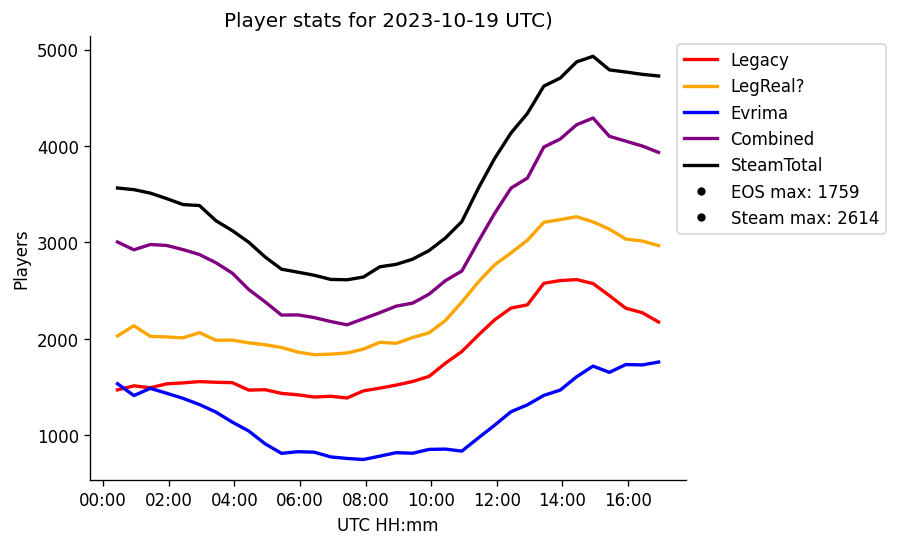 Player stats for 2023-10-19 UTC)
5000
4000
3000
2000
1000
Players
00:00 02:00 04:00 06:00 08:00 10:00 12:00 14:00 16:00
UTC HH:mm
Legacy
LegReal?
Evrima
Combined
SteamTotal
EOS max: 1759
Steam max: 2614